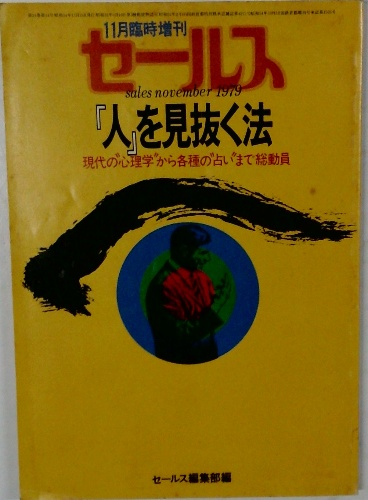 11月臨時増刊
セールス
sales november 1979
『人』を見抜く法
現代の"心理学"から各種の"占い"まで総動員
セールス編集部編